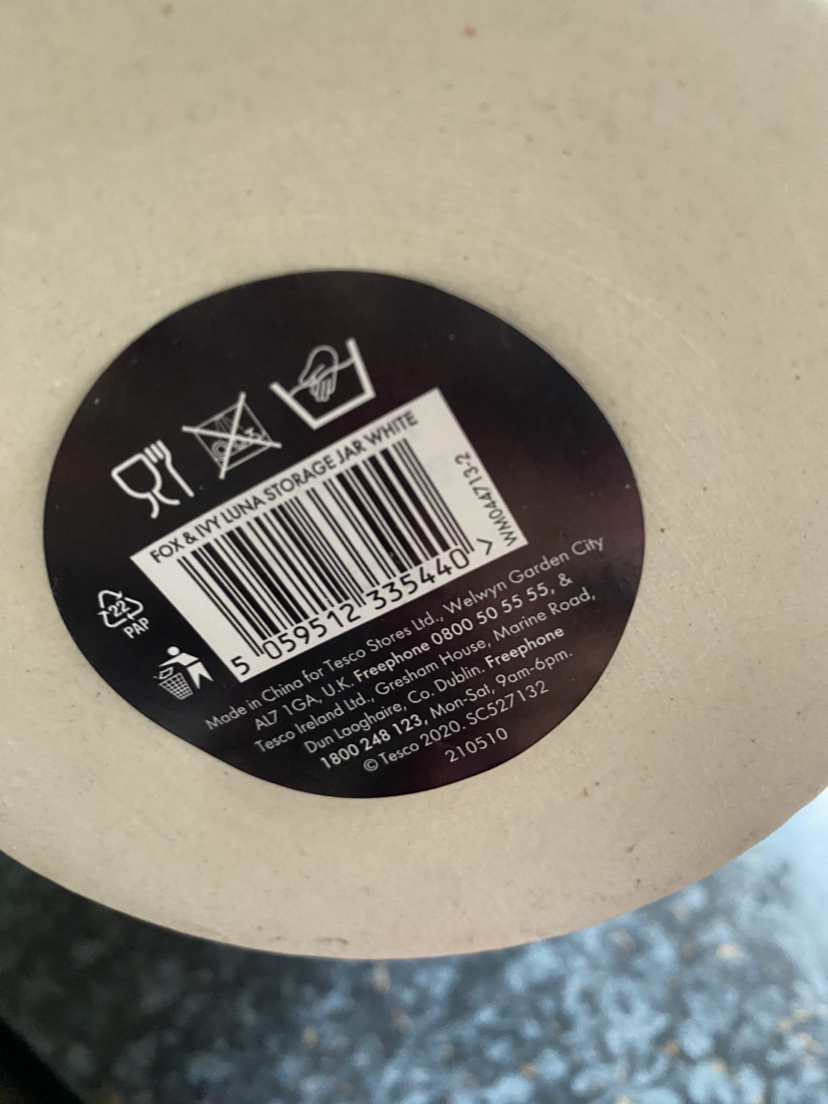 FOX & IVY LUNA STORAGE JAR WHITE
WM044713-2
5 059512 335440 >
22
PAP
Made in China for Tesco Stores Ltd., Welwyn Garden City
AL7 1GA, U.K. Freephone 0800 50 55 55, &
Tesco Ireland Ltd., Gresham House, Marine Road,
Dun Laoghaire, Co. Dublin. Freephone
1800 248 123, Mon-Sat, 9am-6pm.
© Tesco 2020. SC527132
210510